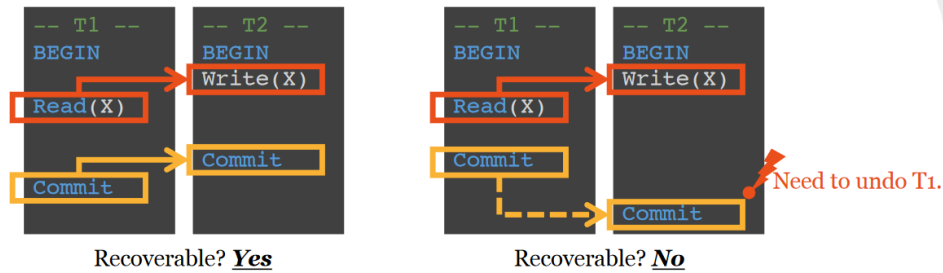 -- T1 --
BEGIN
Read(X)
Commit
-- T2 --
BEGIN
Write(X)
Commit
Recoverable? Yes
-- T1 --
BEGIN
Read(X)
Commit
-- T2 --
BEGIN
Write(X)
Commit
Need to undo T1.
Recoverable? No